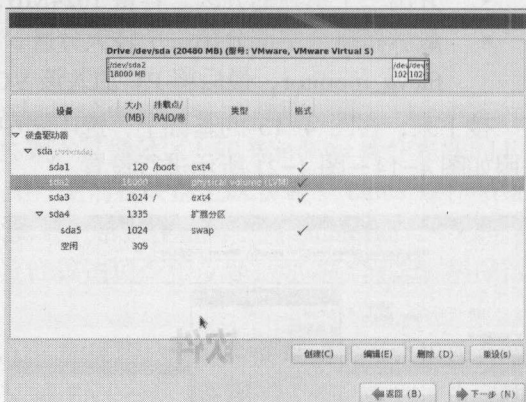 Drive /dev/sda (20480 MB) (型号: VMware, VMware Virtual S)
/dev/sda2
18000 MB
设备 大小 (MB) 挂载点/ RAID/卷 类型 格式
硬盘驱动器
sda
sda1 120 /boot ext4 ✓
sda2 18000 physical volume (LVM) ✓
sda3 1024 / ext4 ✓
sda4 1335 扩展分区
sda5 1024 swap ✓
空闲 309
创建(C) 编辑(E) 删除 (D) 重设(s)
返回 (B) 下一步 (N)